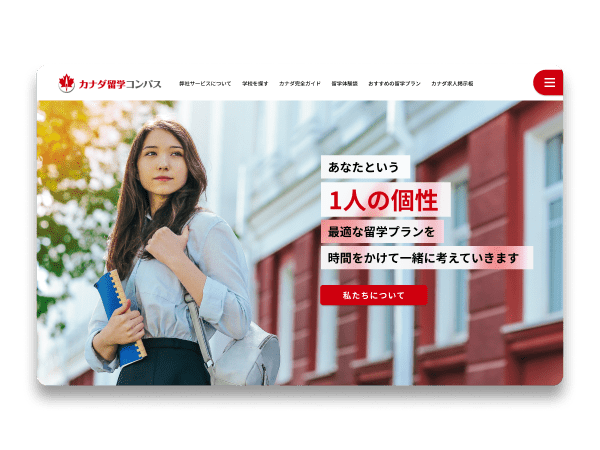 カナダ留学コンパス
弊社サービスについて 学校を探す カナダ完全ガイド 留学体験談 おすすめの留学プラン カナダ求人掲示板
あなたという
1人の個性
最適な留学プランを
時間をかけて一緒に考えていきます
私たちについて